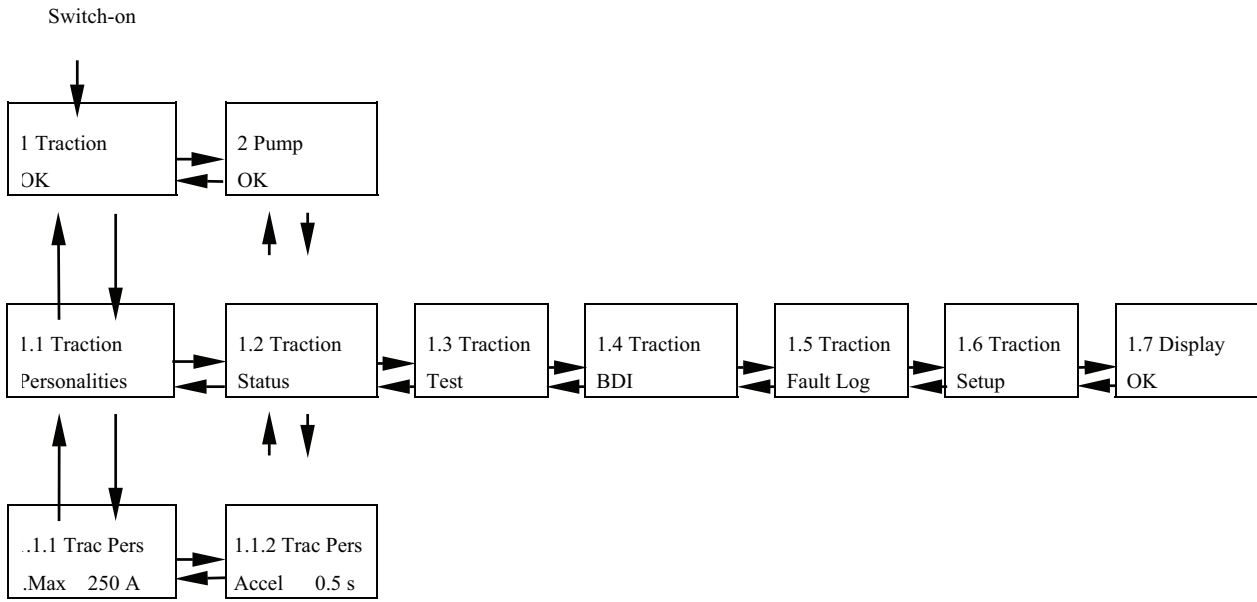 Switch-on
1 Traction
OK
2 Pump
OK
1.1 Traction
Personalities
1.2 Traction
Status
1.3 Traction
Test
1.4 Traction
BDI
1.5 Traction
Fault Log
1.6 Traction
Setup
1.7 Display
OK
.1.1 Trac Pers
.Max 250 A
1.1.2 Trac Pers
Accel 0.5 s